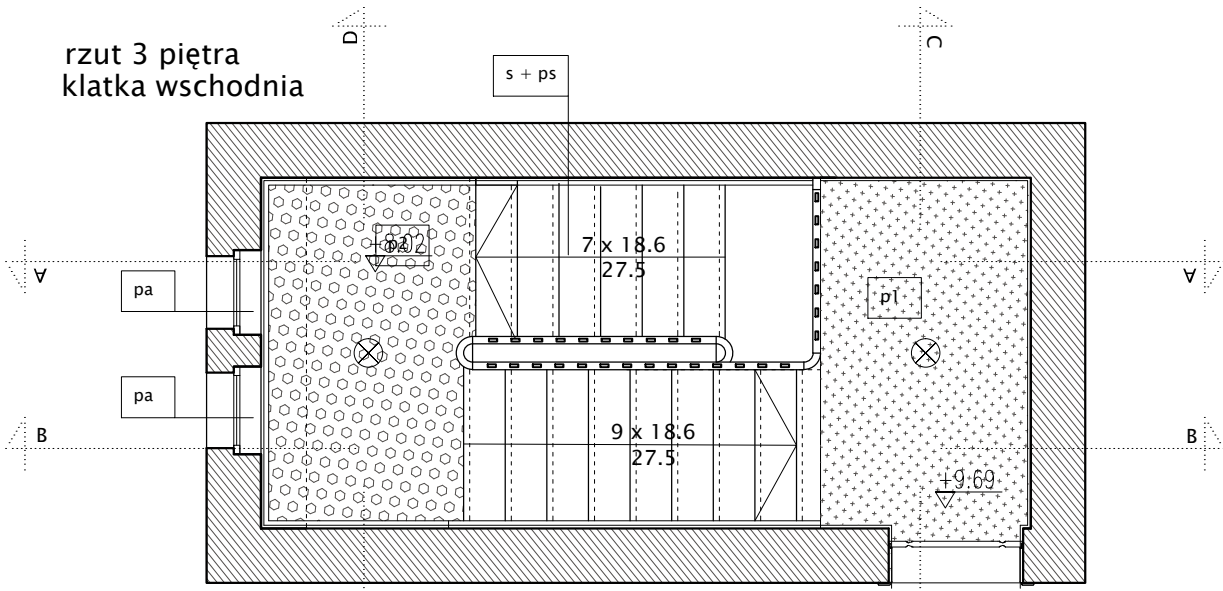 rzut 3 piętra
klatka wschodnia
D
C
s + ps
p2
7 x 18.6
27.5
A
A
pa
p1
pa
9 x 18.6
27.5
B
B
+9.69